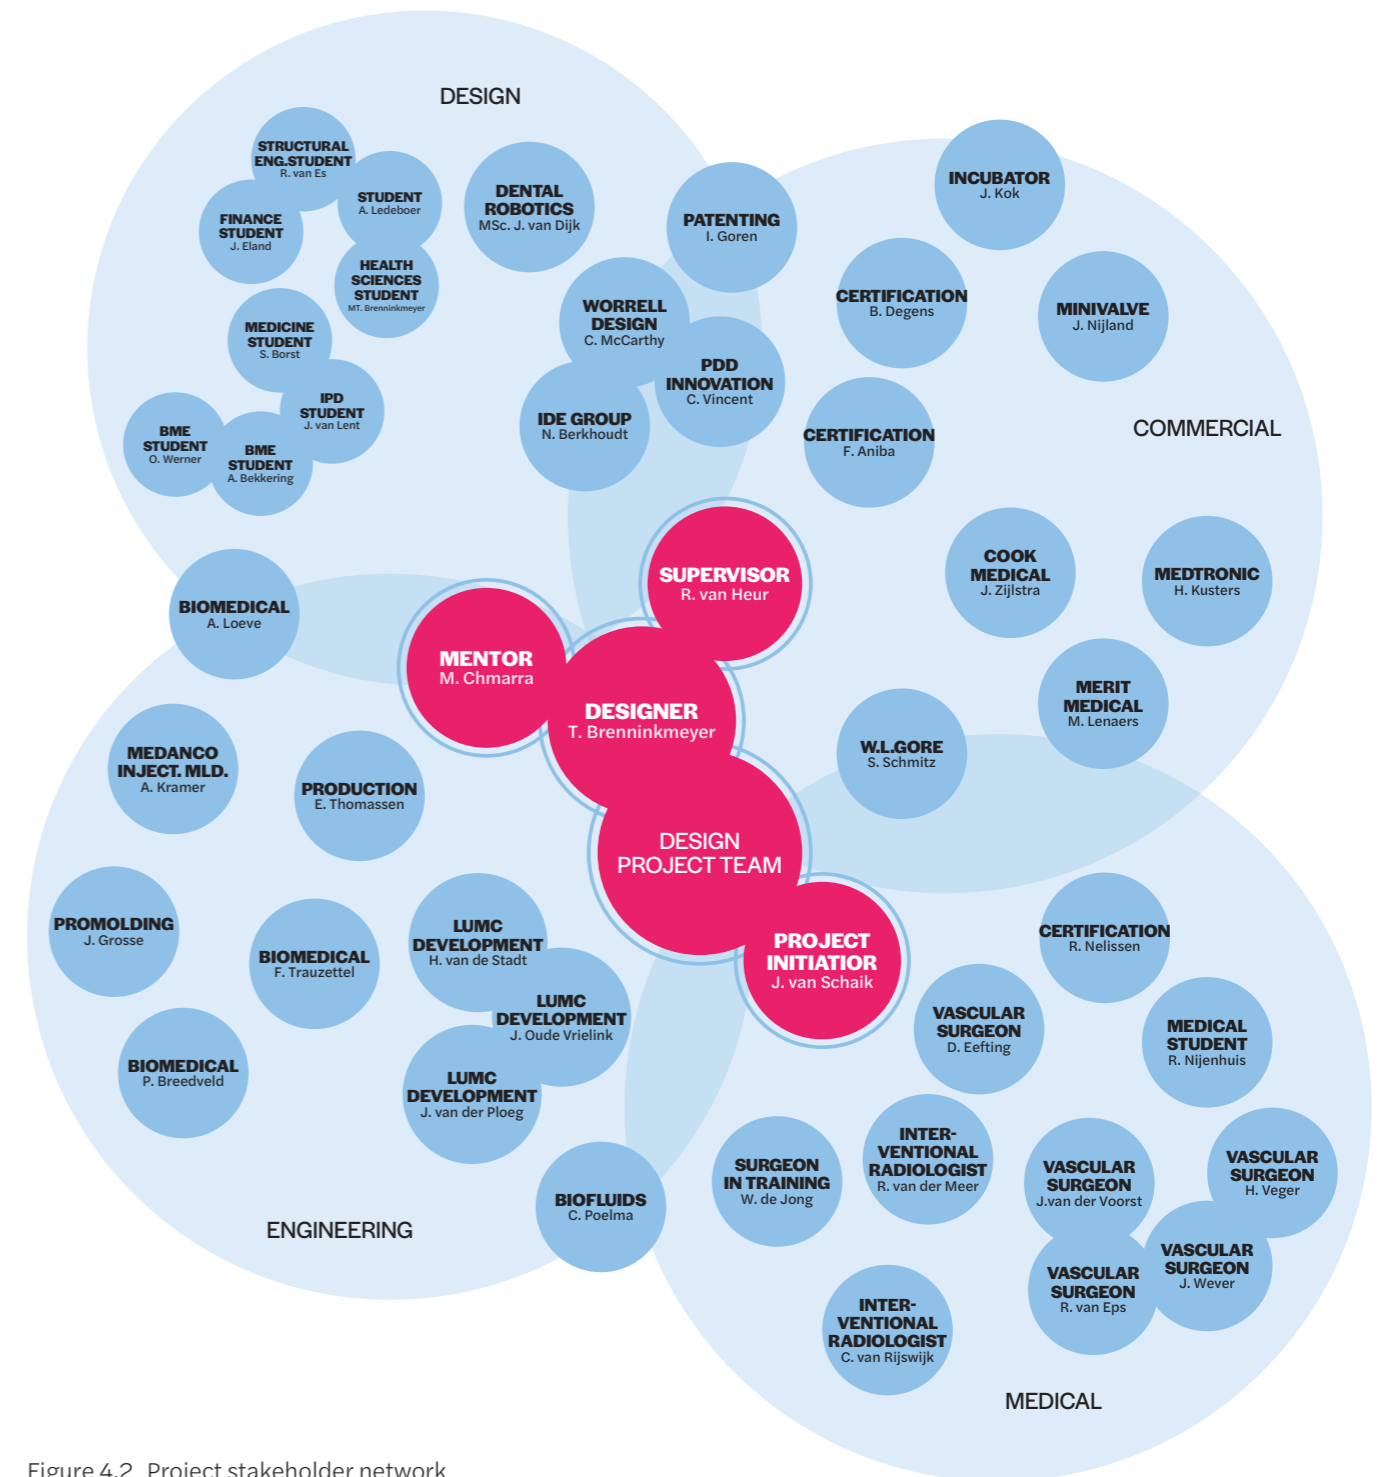 DESIGN
STRUCTURAL
ENG.STUDENT
R. van Es
STUDENT
A. Ledeboer
FINANCE
STUDENT
J. Eland
HEALTH
SCIENCES
STUDENT
MT. Brenninkmeyer
MEDICINE
STUDENT
S. Borst
IPD
STUDENT
J. van Lent
BME
STUDENT
O. Werner
BME
STUDENT
A. Bekkering
DENTAL
ROBOTICS
MSc. J. van Dijk
PATENTING
I. Goren
WORRELL
DESIGN
C. McCarthy
PDD
INNOVATION
C. Vincent
IDE GROUP
N. Berkhoudt
INCUBATOR
J. Kok
CERTIFICATION
B. Degens
MINIVALVE
J. Nijland
CERTIFICATION
F. Aniba
COMMERCIAL
COOK
MEDICAL
J. Zijlstra
MEDTRONIC
H. Kusters
MERIT
MEDICAL
M. Lenaers
W.L.GORE
S. Schmitz
SUPERVISOR
R. van Heur
MENTOR
M. Chmarra
DESIGNER
T. Brenninkmeyer
DESIGN
PROJECT TEAM
PROJECT
INITIATIOR
J. van Schaik
BIOMEDICAL
A. Loeve
MEDANCO
INJECT. MLD.
A. Kramer
PRODUCTION
E. Thomassen
PROMOLDING
J. Grosse
BIOMEDICAL
F. Trauzettel
LUMC
DEVELOPMENT
H. van de Stadt
LUMC
DEVELOPMENT
J. Oude Vrielink
BIOMEDICAL
P. Breedveld
LUMC
DEVELOPMENT
J. van der Ploeg
BIOFLUIDS
C. Poelma
ENGINEERING
CERTIFICATION
R. Nelissen
VASCULAR
SURGEON
D. Eefting
MEDICAL
STUDENT
R. Nijenhuis
SURGEON
IN TRAINING
W. de Jong
INTER-
VENTIONAL
RADIOLOGIST
R. van der Meer
VASCULAR
SURGEON
J.van der Voorst
VASCULAR
SURGEON
H. Veger
VASCULAR
SURGEON
J. Wever
VASCULAR
SURGEON
R. van Eps
INTER-
VENTIONAL
RADIOLOGIST
C. van Rijswijk
MEDICAL
Figure 4.2 Project stakeholder network